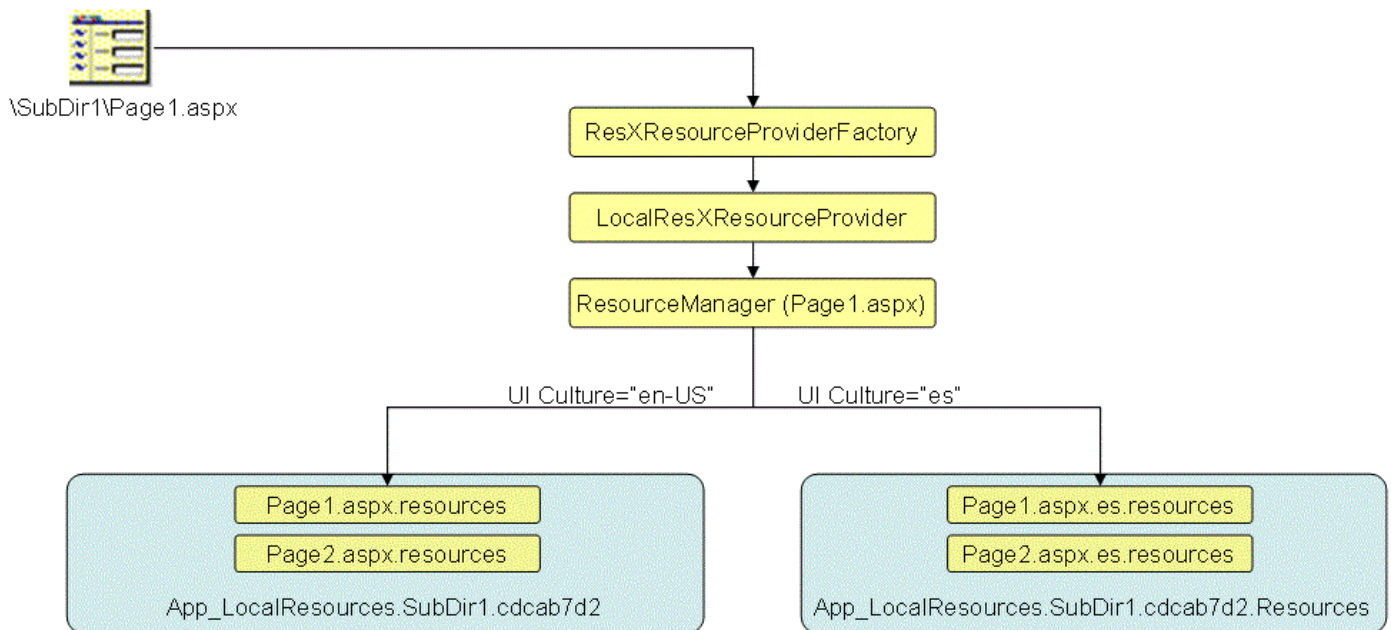 \SubDir1\Page1.aspx
ResXResourceProviderFactory
LocalResXResourceProvider
ResourceManager (Page1.aspx)
UI Culture="en-US"
UI Culture="es"
Page1.aspx.resources
Page2.aspx.resources
App_LocalResources.SubDir1.cdcab7d2
Page1.aspx.es.resources
Page2.aspx.es.resources
App_LocalResources.SubDir1.cdcab7d2.Resources